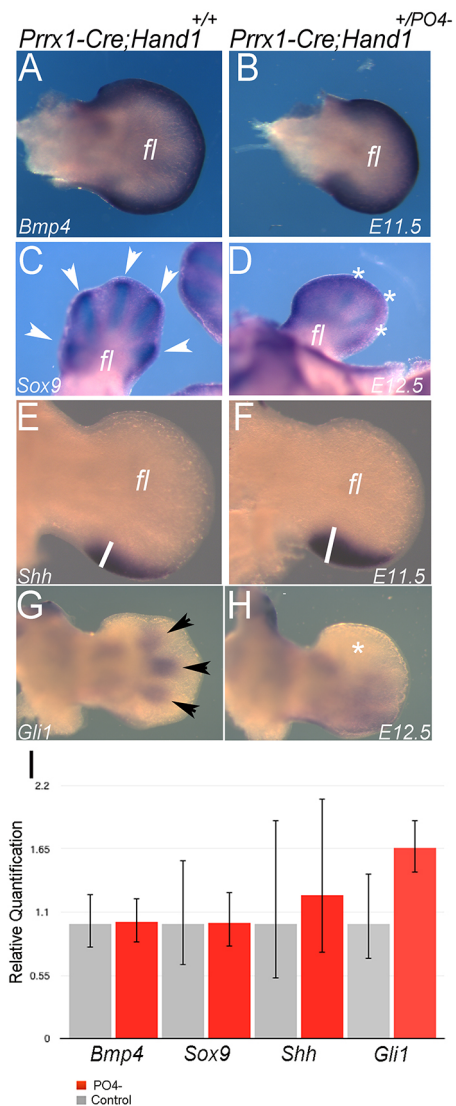 Prrx1-Cre;Hand1+/+ Prrx1-Cre;Hand1+/PO4-
A B
fl fl
Bmp4 E11.5
C D
* * *
fl fl
Sox9 E12.5
E F
fl fl
Shh E11.5
G H
*
Gli1 E12.5
I
Relative Quantification
2.2
1.65
1.1
0.55
0
Bmp4 Sox9 Shh Gli1
PO4-
Control